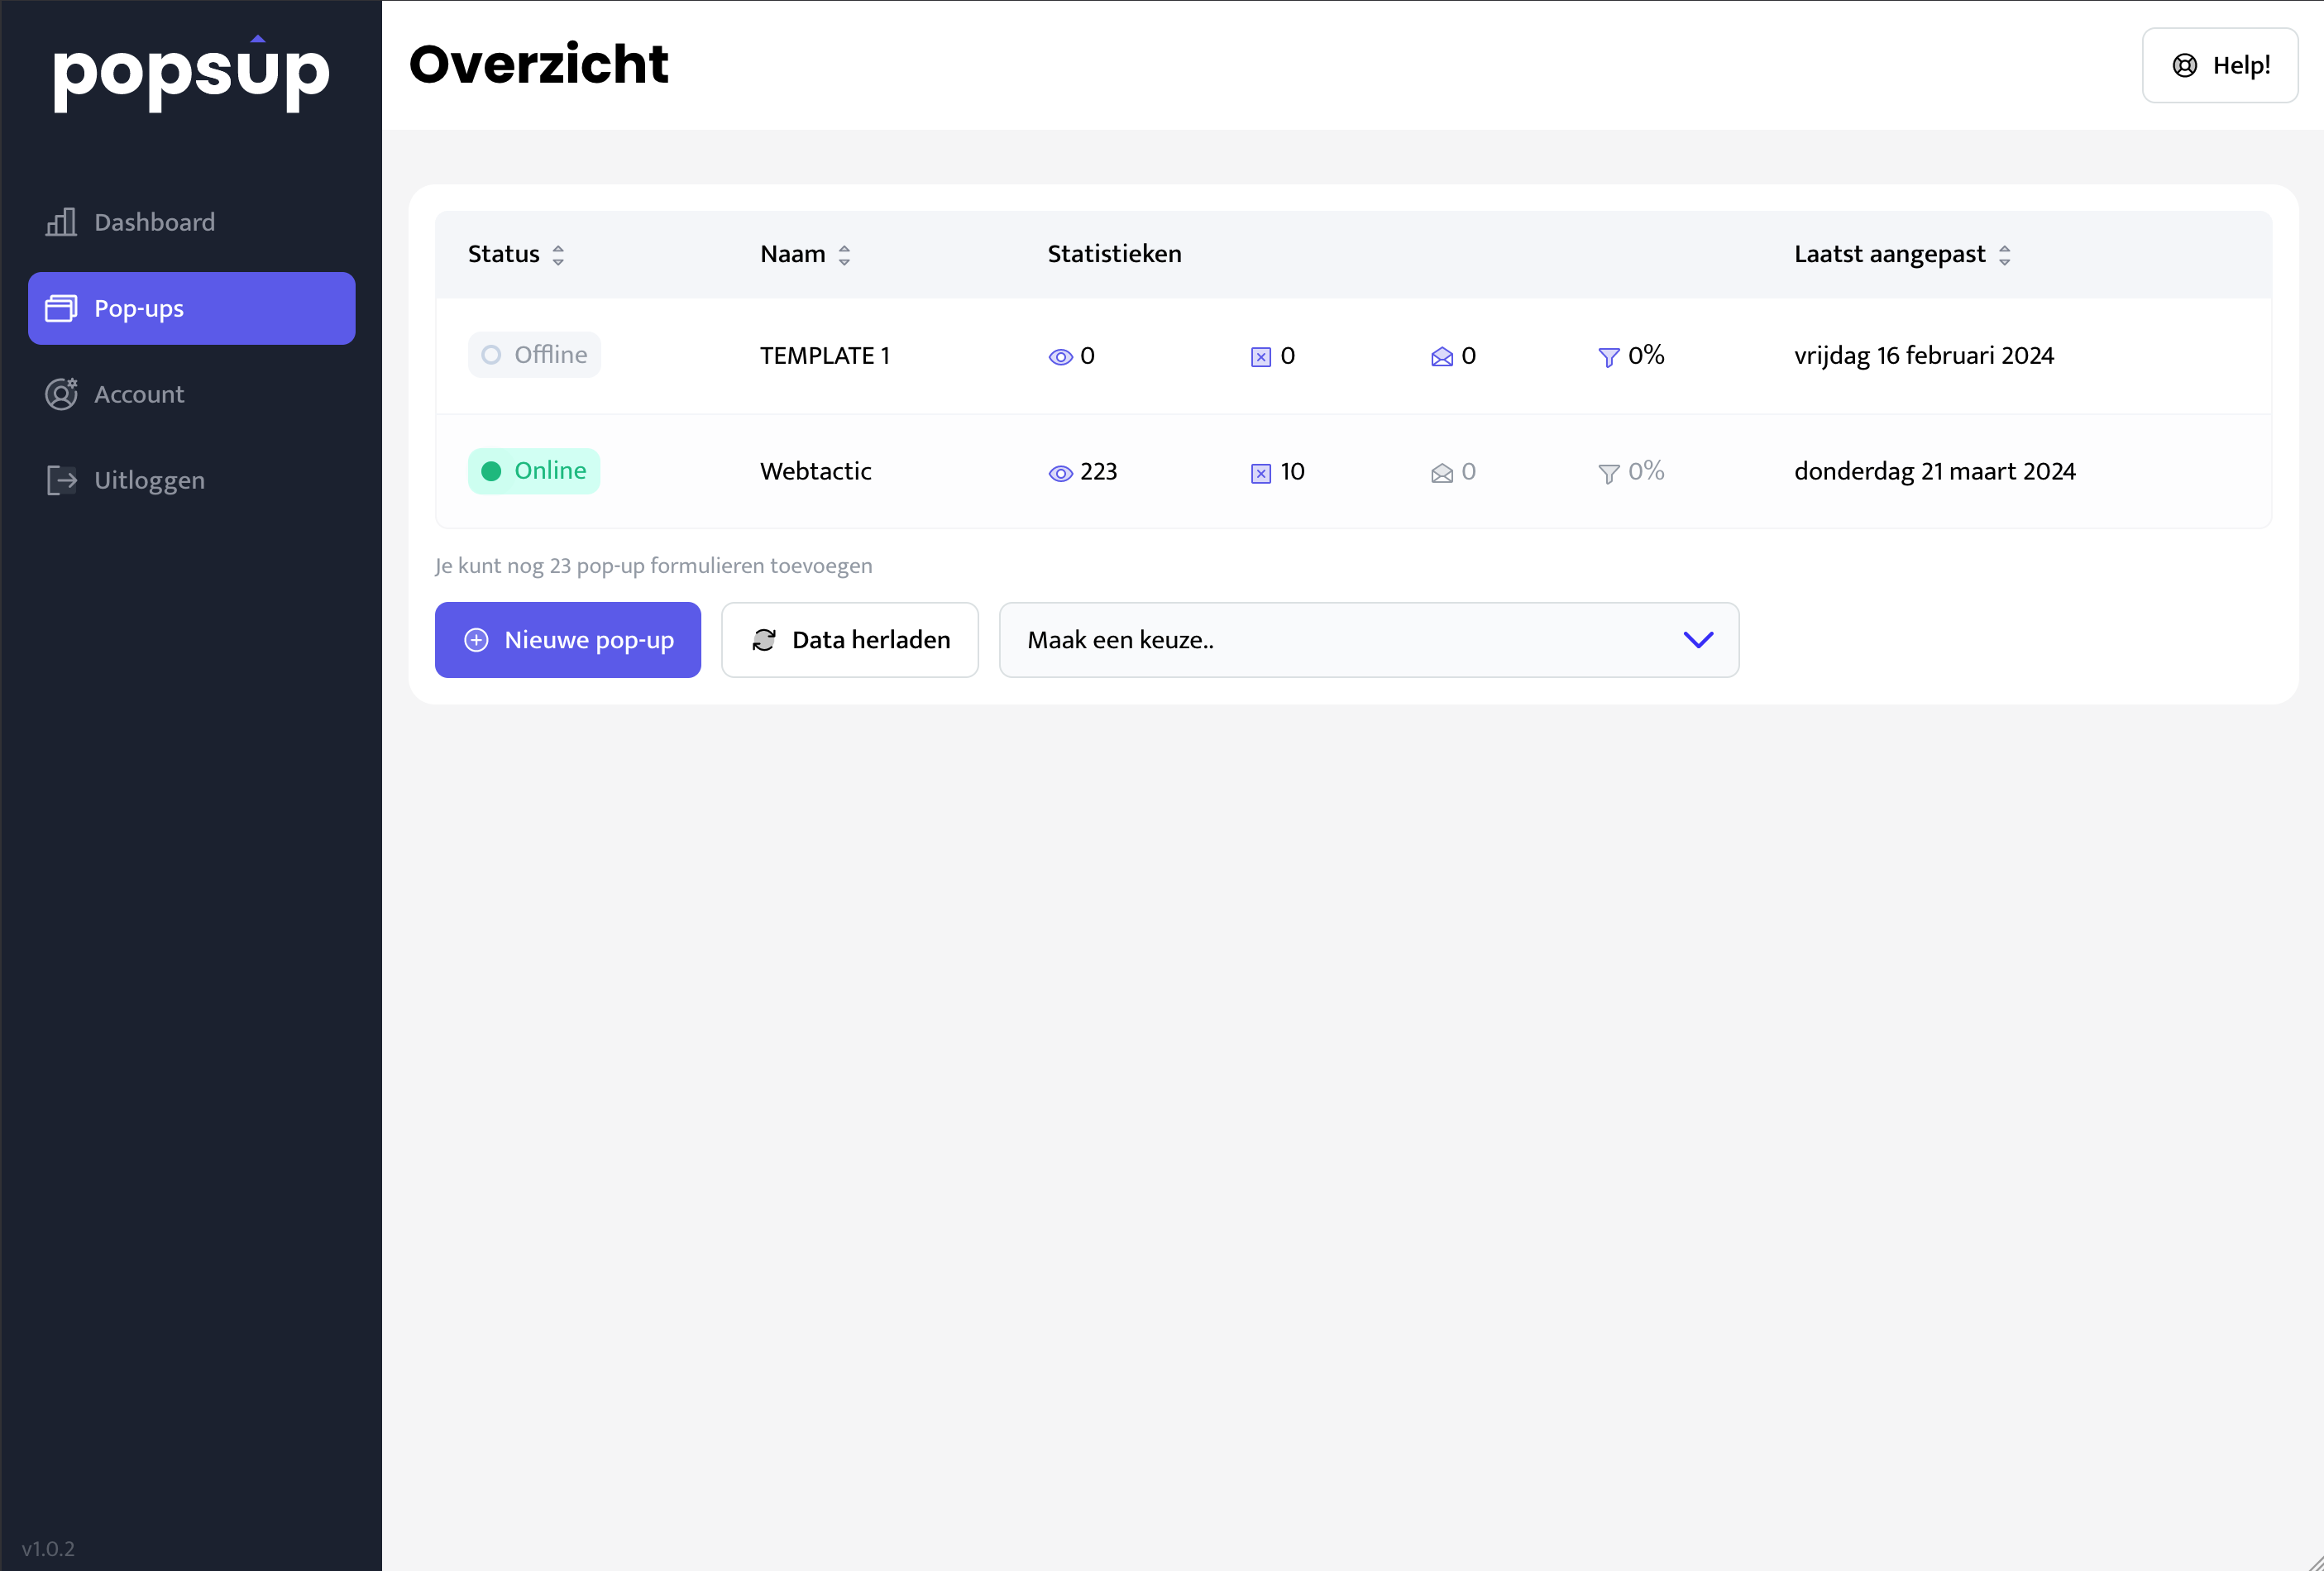 popsup
Dashboard
Pop-ups
Account
Uitloggen
v1.0.2
Overzicht
Help!
Status Naam Statistieken Laatst aangepast
Offline TEMPLATE 1 0 0 0 0% vrijdag 16 februari 2024
Online Webtactic 223 10 0 0% donderdag 21 maart 2024
Je kunt nog 23 pop-up formulieren toevoegen
Nieuwe pop-up Data herladen Maak een keuze..